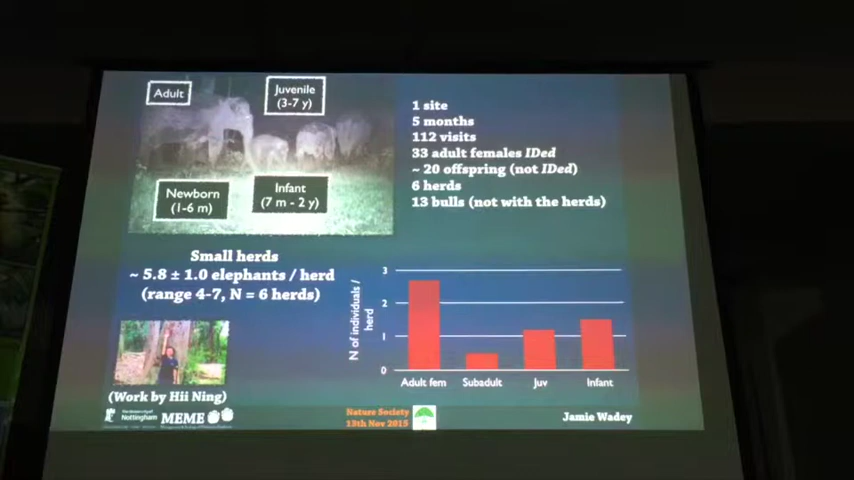 Adult
Juvenile
(3-7 y)
Newborn
(1-6 m)
Infant
(7 m - 2 y)
1 site
5 months
112 visits
33 adult females IDed
~ 20 offspring (not IDed)
6 herds
13 bulls (not with the herds)
Small herds
~ 5.8 ± 1.0 elephants / herd
(range 4-7, N = 6 herds)
N of individuals /
herd
3
2
1
0
Adult fem
Subadult
Juv
Infant
(Work by Hii Ning)
Nottingham
MEME
Nature Society
13th Nov 2015
Jamie Wadey